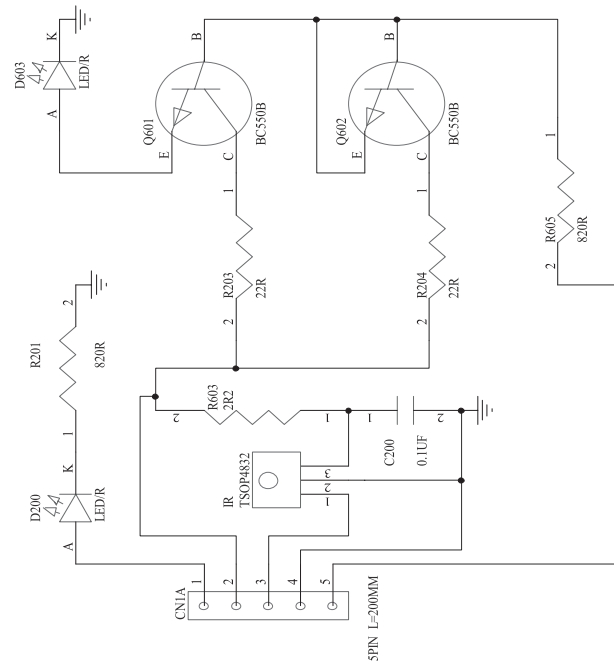 D603
LED/R
A
K
Q601
BC550B
E
B
C
1
R203
22R
2
Q602
BC550B
E
B
C
1
R204
22R
2
1
R605
820R
2
R201
820R
1
2
D200
LED/R
A
K
R603
2R2
2
1
C200
0.1UF
1
2
IR
TSOP4832
1
2
3
CN1A
1
2
3
4
5
5PIN L=200MM